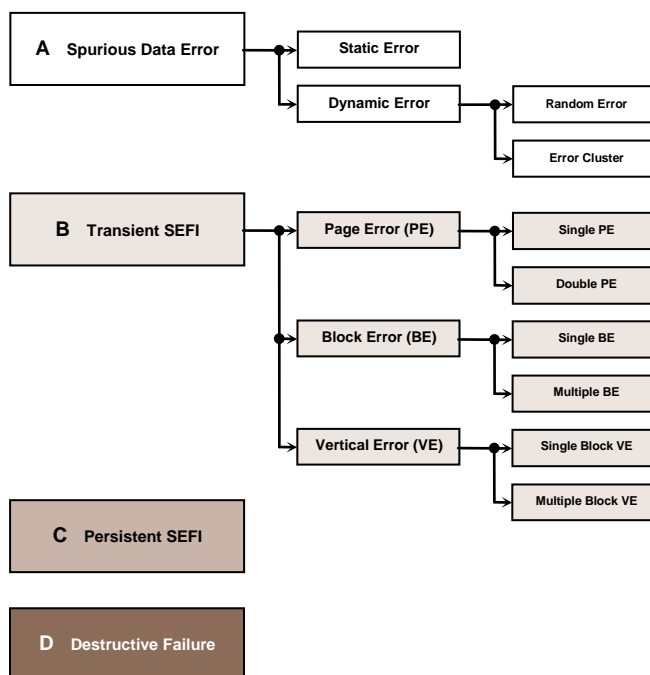 A Spurious Data Error
Static Error
Dynamic Error
Random Error
Error Cluster
B Transient SEFI
Page Error (PE)
Single PE
Double PE
Block Error (BE)
Single BE
Multiple BE
Vertical Error (VE)
Single Block VE
Multiple Block VE
C Persistent SEFI
D Destructive Failure